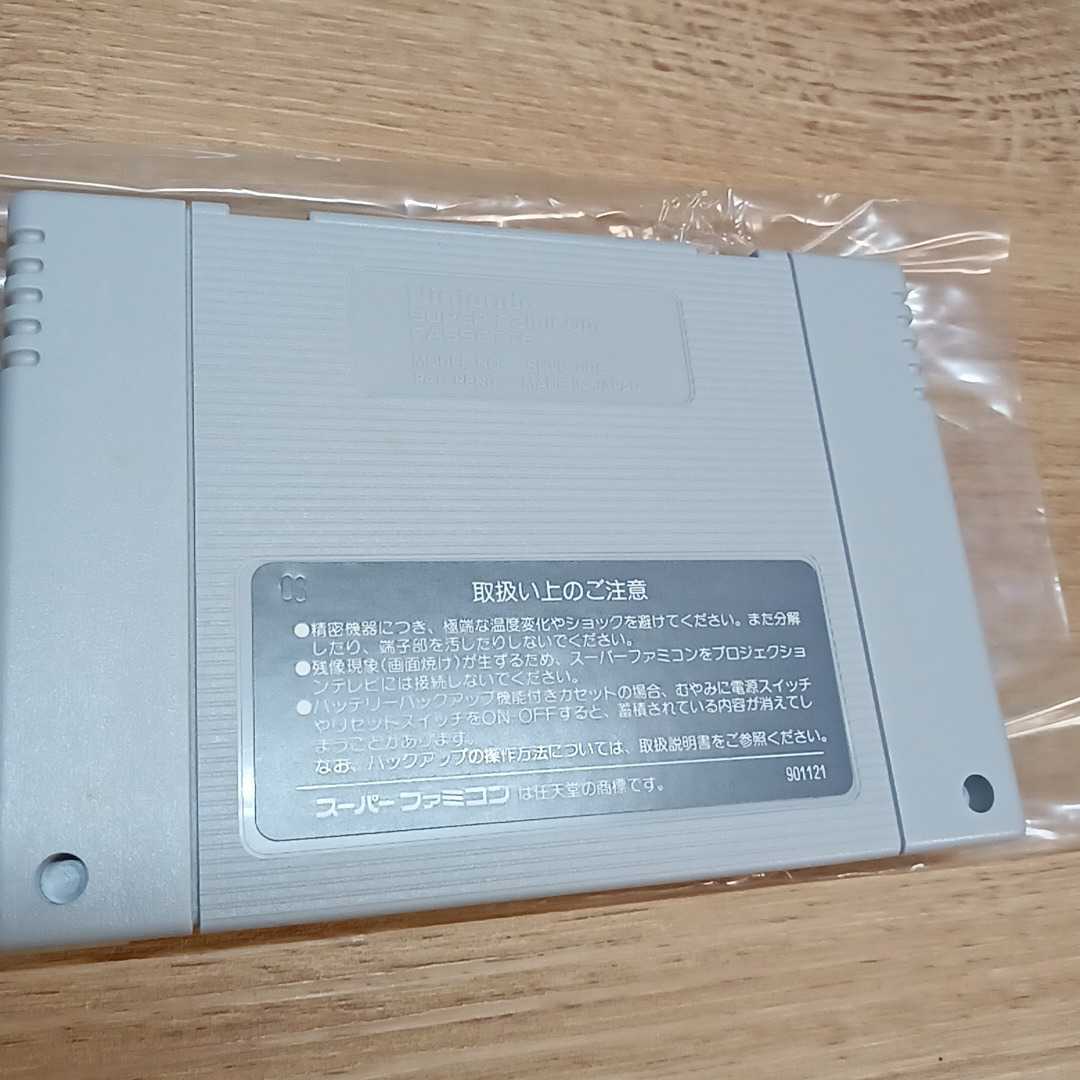 Nintendo
SUPER FAMICOM
CASSETTE
MADE IN JAPAN
取扱い上のご注意
●精密機器につき、極端な温度変化やショックを避けてください。また分解
したり、端子部を汚したりしないでください。
●残像現象(画面焼け)が生ずるため、スーパーファミコンをプロジェクショ
ンテレビには接続しないでください。
●バッテリーバックアップ機能付きカセットの場合、むやみに電源スイッチ
やリセットスイッチをON-OFFすると、蓄積されている内容が消えてし
まうことがあります。
なお、バックアップの操作方法については、取扱説明書をご参照ください。
901121
スーパーファミコンは任天堂の商標です。